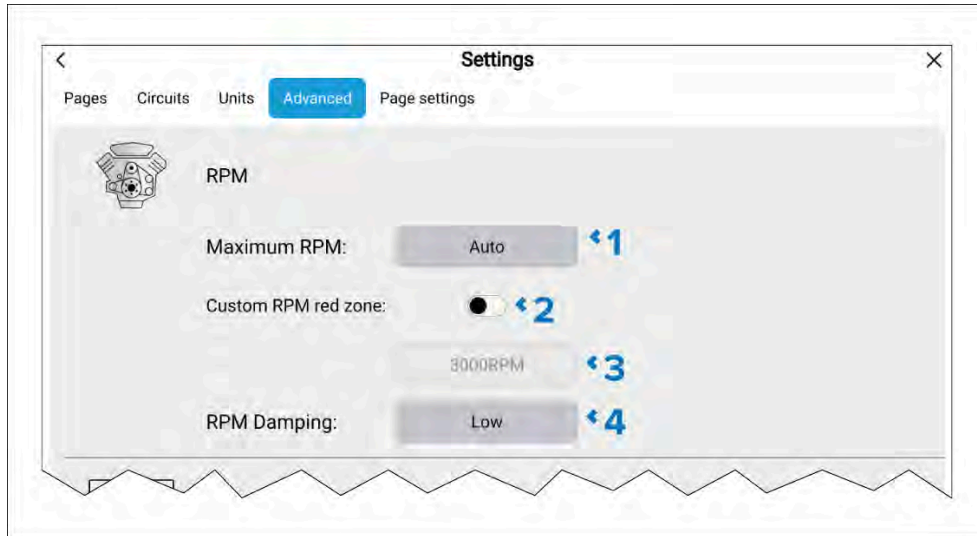 Settings
Pages Circuits Units Advanced Page settings
RPM
Maximum RPM: Auto 1
Custom RPM red zone: 2
3000RPM 3
RPM Damping: Low 4